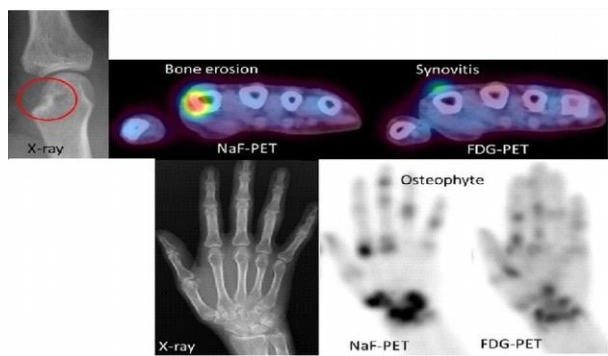 Bone erosion
Synovitis
X-ray
NaF-PET
FDG-PET
Osteophyte
X-ray
NaF-PET
FDG-PET